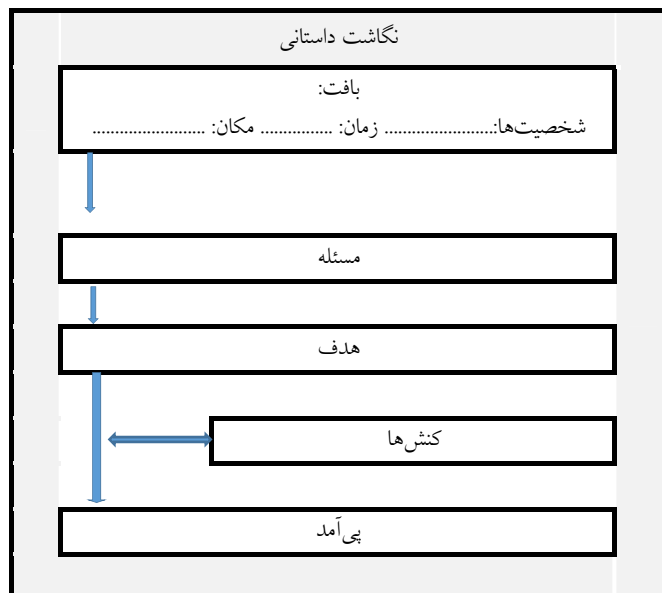 نگاشت داستانی
بافت:
شخصیت‌ها:......................... زمان: ................ مکان: .........................
مسئله
هدف
کنش‌ها
پی‌آمد